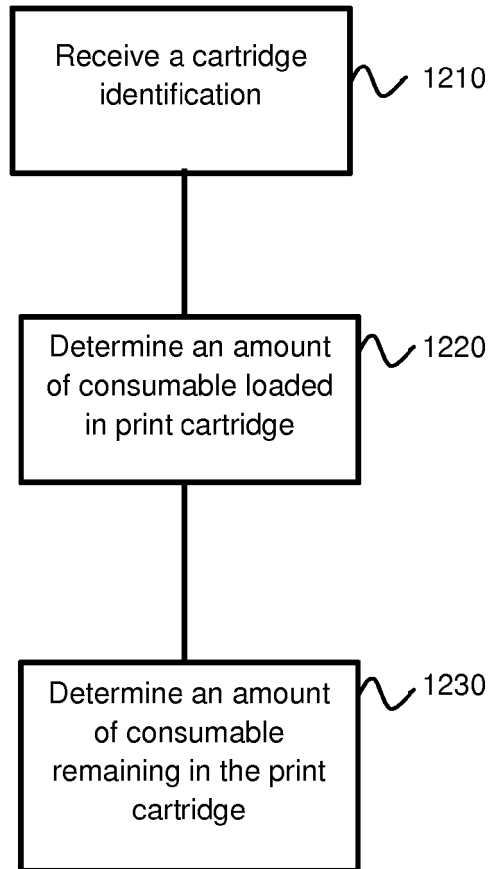 Receive a cartridge
identification
1210
Determine an amount
of consumable loaded
in print cartridge
1220
Determine an amount
of consumable
remaining in the print
cartridge
1230